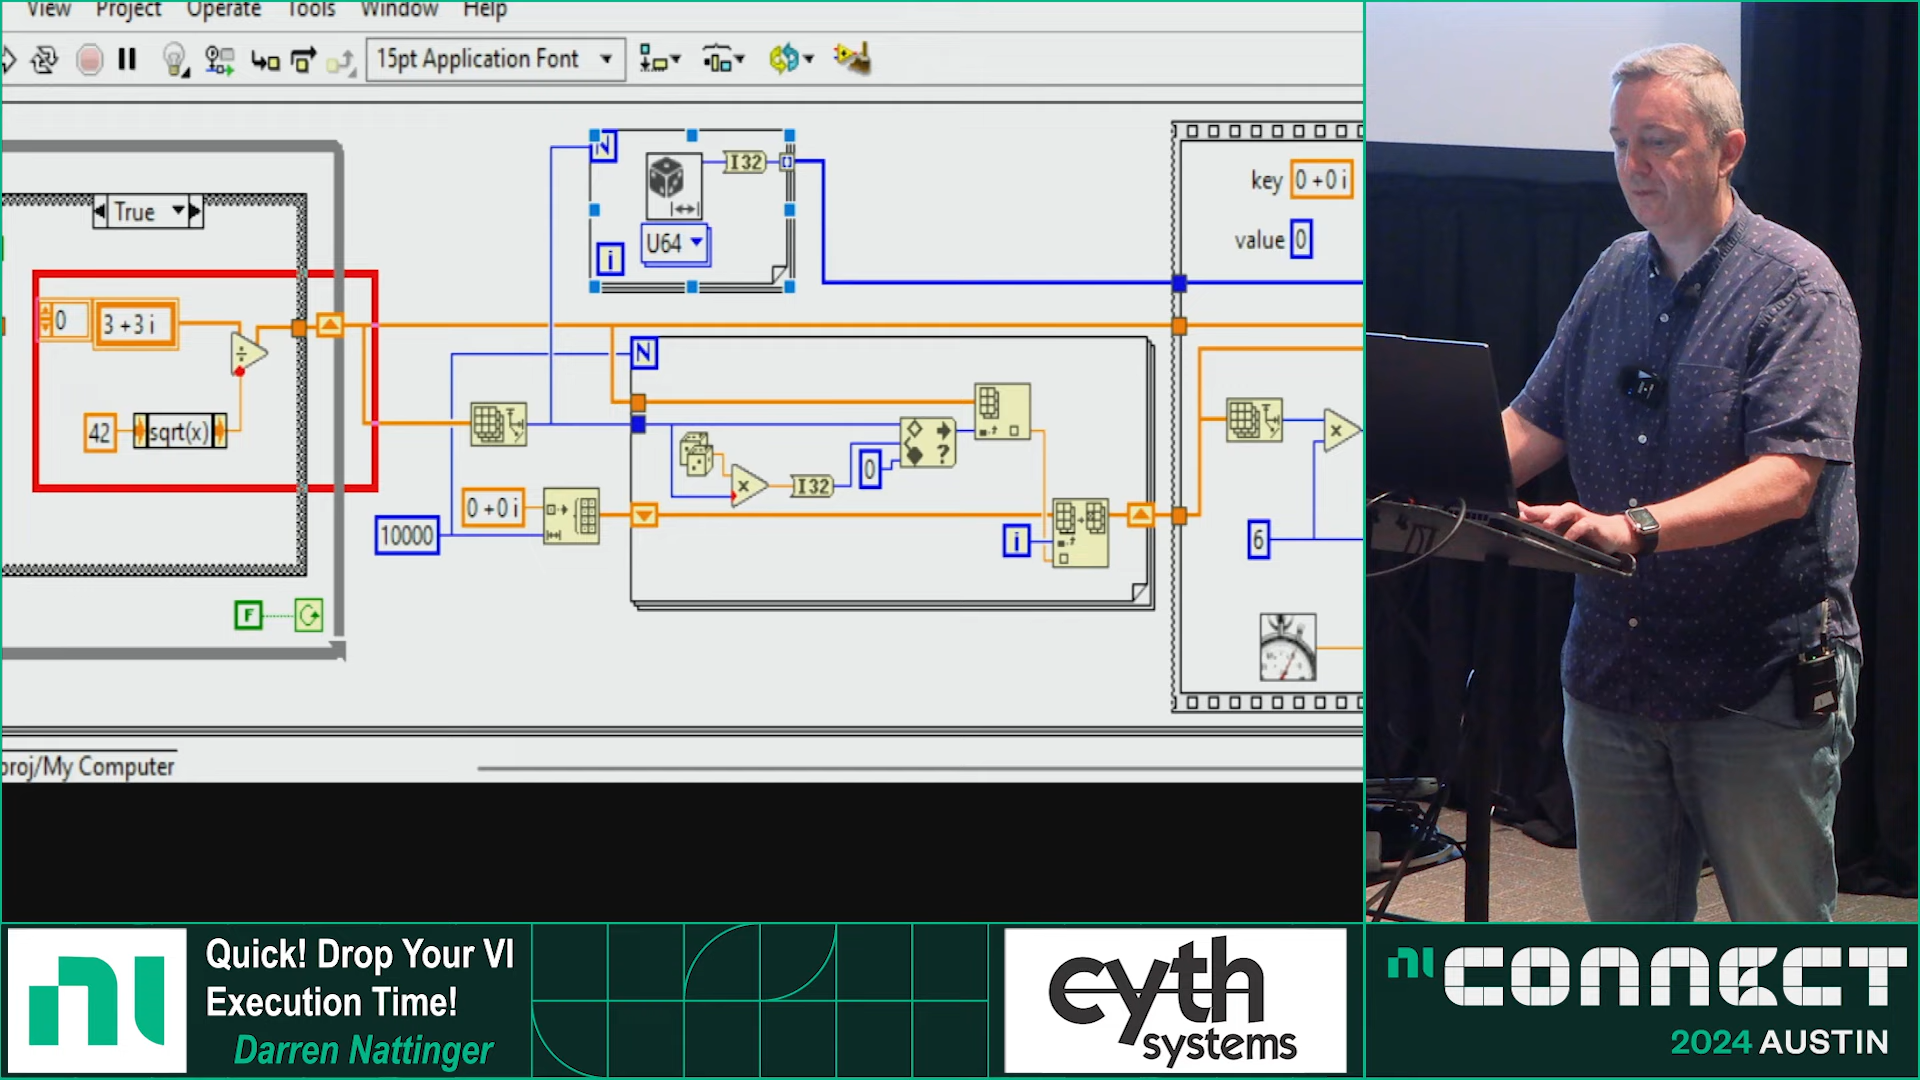 View Project Operate Tools Window Help
15pt Application Font
True
0
3 +3 i
÷
42
sqrt(x)
F
N
I32
U64
i
key 0 +0 i
value 0
N
0
?
x
I32
0 +0 i
10000
i
x
6
proj/My Computer
Quick! Drop Your VI
Execution Time!
Darren Nattinger
cyth
systems
ni CONNECT
2024 AUSTIN